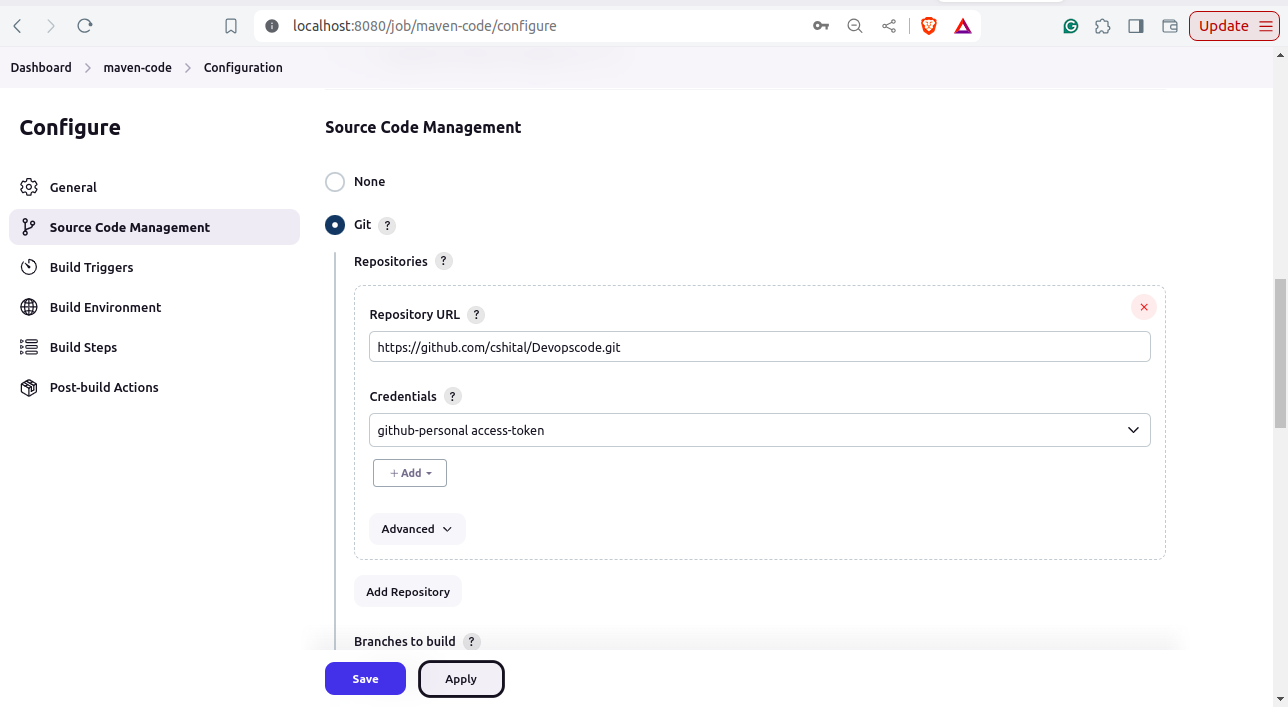 localhost:8080/job/maven-code/configure
Update
Dashboard > maven-code > Configuration
Configure
General
Source Code Management
Build Triggers
Build Environment
Build Steps
Post-build Actions
Source Code Management
None
Git ?
Repositories ?
Repository URL ?
https://github.com/cshital/Devopscode.git
Credentials ?
github-personal access-token
+ Add
Advanced
Add Repository
Branches to build ?
Save
Apply